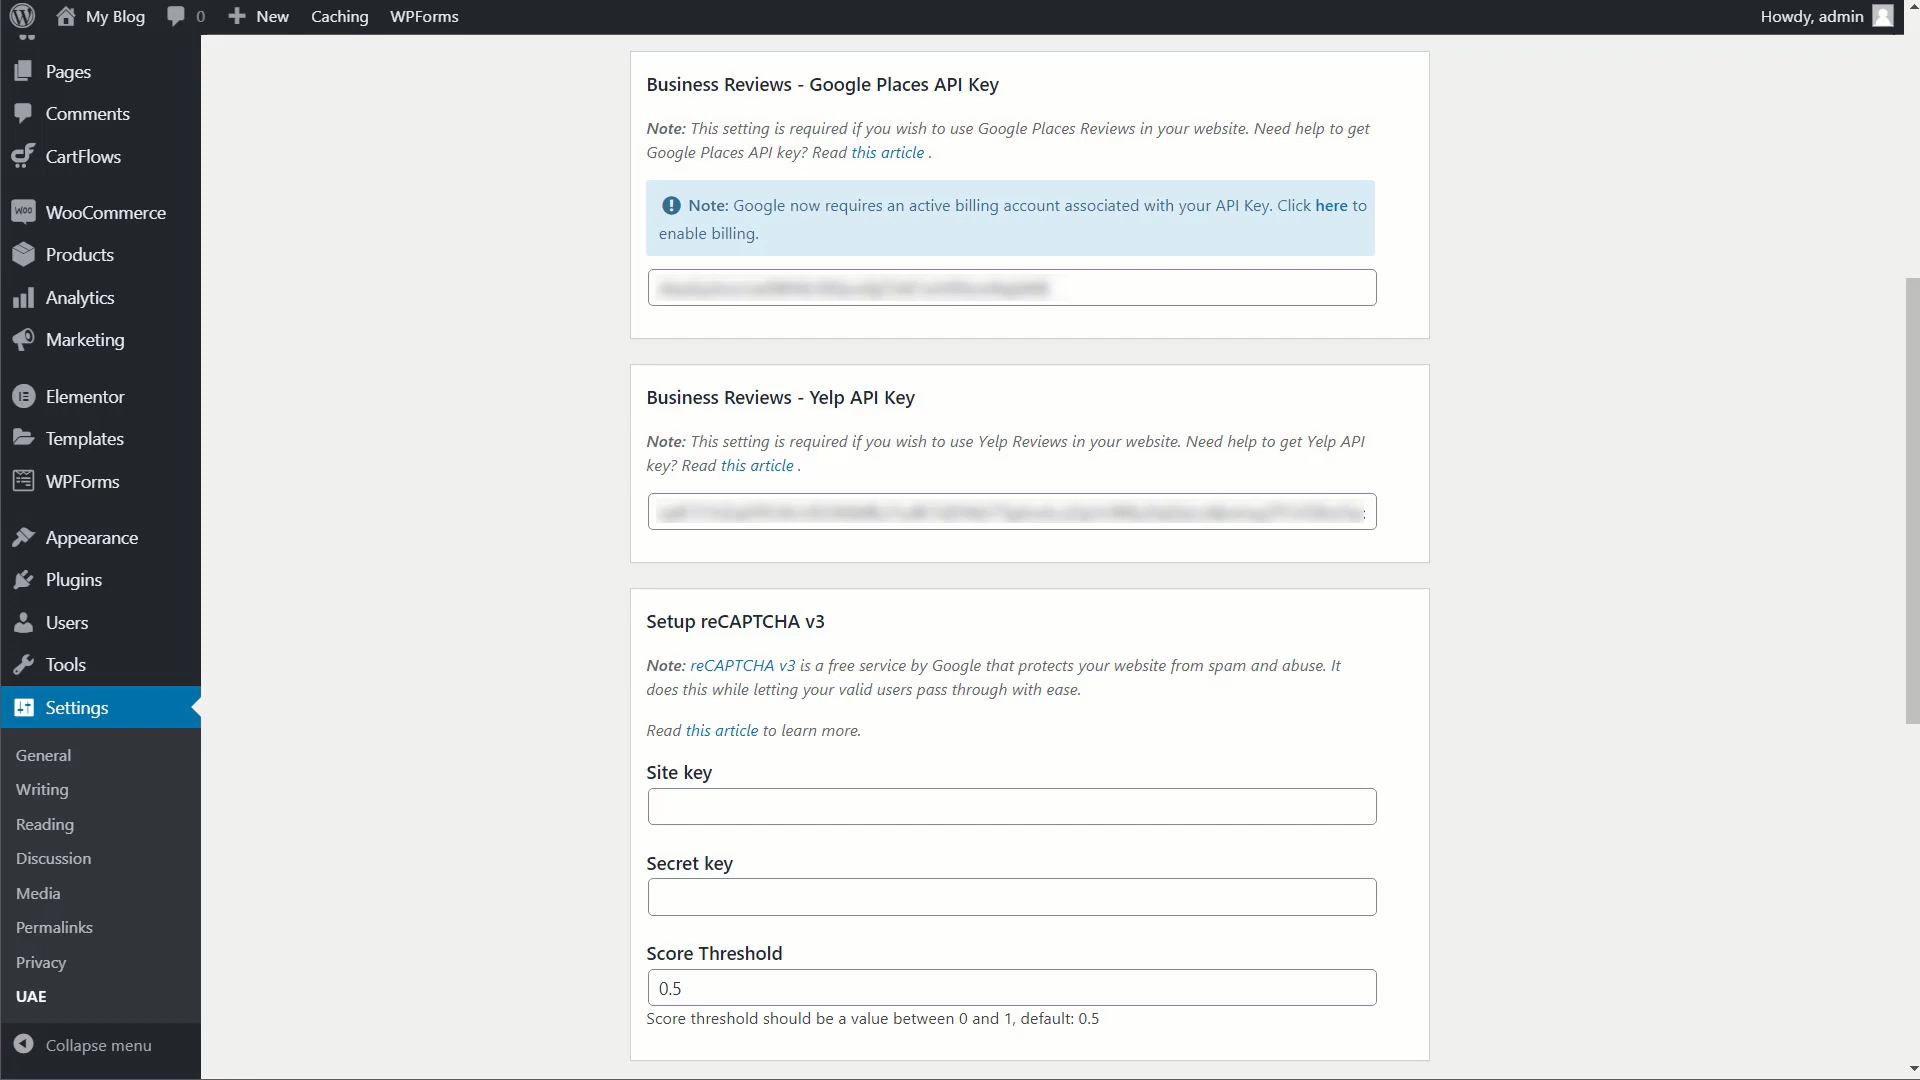 My Blog 0 New Caching WPForms Howdy, admin
Pages
Comments
CartFlows
WooCommerce
Products
Analytics
Marketing
Elementor
Templates
WPForms
Appearance
Plugins
Users
Tools
Settings
General
Writing
Reading
Discussion
Media
Permalinks
Privacy
UAE
Collapse menu
Business Reviews - Google Places API Key
Note: This setting is required if you wish to use Google Places Reviews in your website. Need help to get
Google Places API key? Read this article .
Note: Google now requires an active billing account associated with your API Key. Click here to
enable billing.
Business Reviews - Yelp API Key
Note: This setting is required if you wish to use Yelp Reviews in your website. Need help to get Yelp API
key? Read this article .
Setup reCAPTCHA v3
Note: reCAPTCHA v3 is a free service by Google that protects your website from spam and abuse. It
does this while letting your valid users pass through with ease.
Read this article to learn more.
Site key
Secret key
Score Threshold
0.5
Score threshold should be a value between 0 and 1, default: 0.5